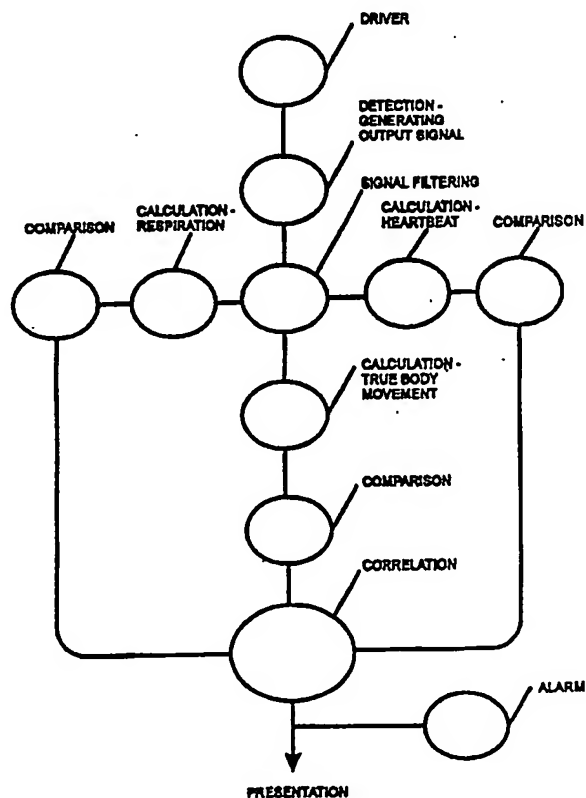 DRIVER
DETECTION -
GENERATING
OUTPUT SIGNAL
SIGNAL FILTERING
COMPARISON
CALCULATION -
RESPIRATION
CALCULATION -
HEARTBEAT
COMPARISON
CALCULATION -
TRUE BODY
MOVEMENT
COMPARISON
CORRELATION
ALARM
PRESENTATION